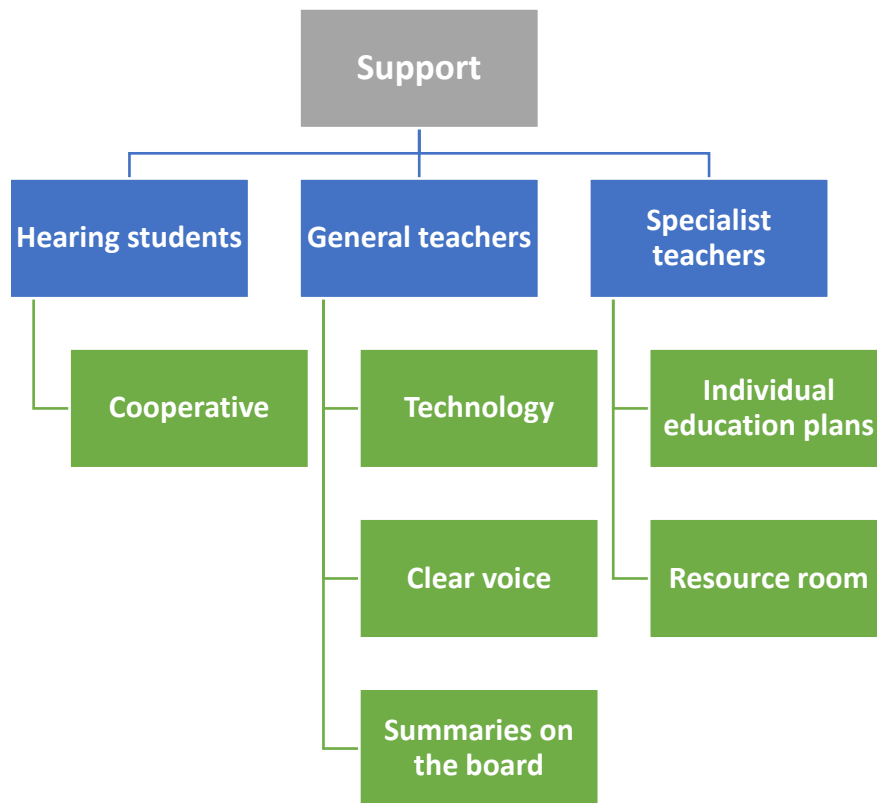 Support
Hearing students
General teachers
Specialist
teachers
Cooperative
Technology
Individual
education plans
Clear voice
Resource room
Summaries on
the board